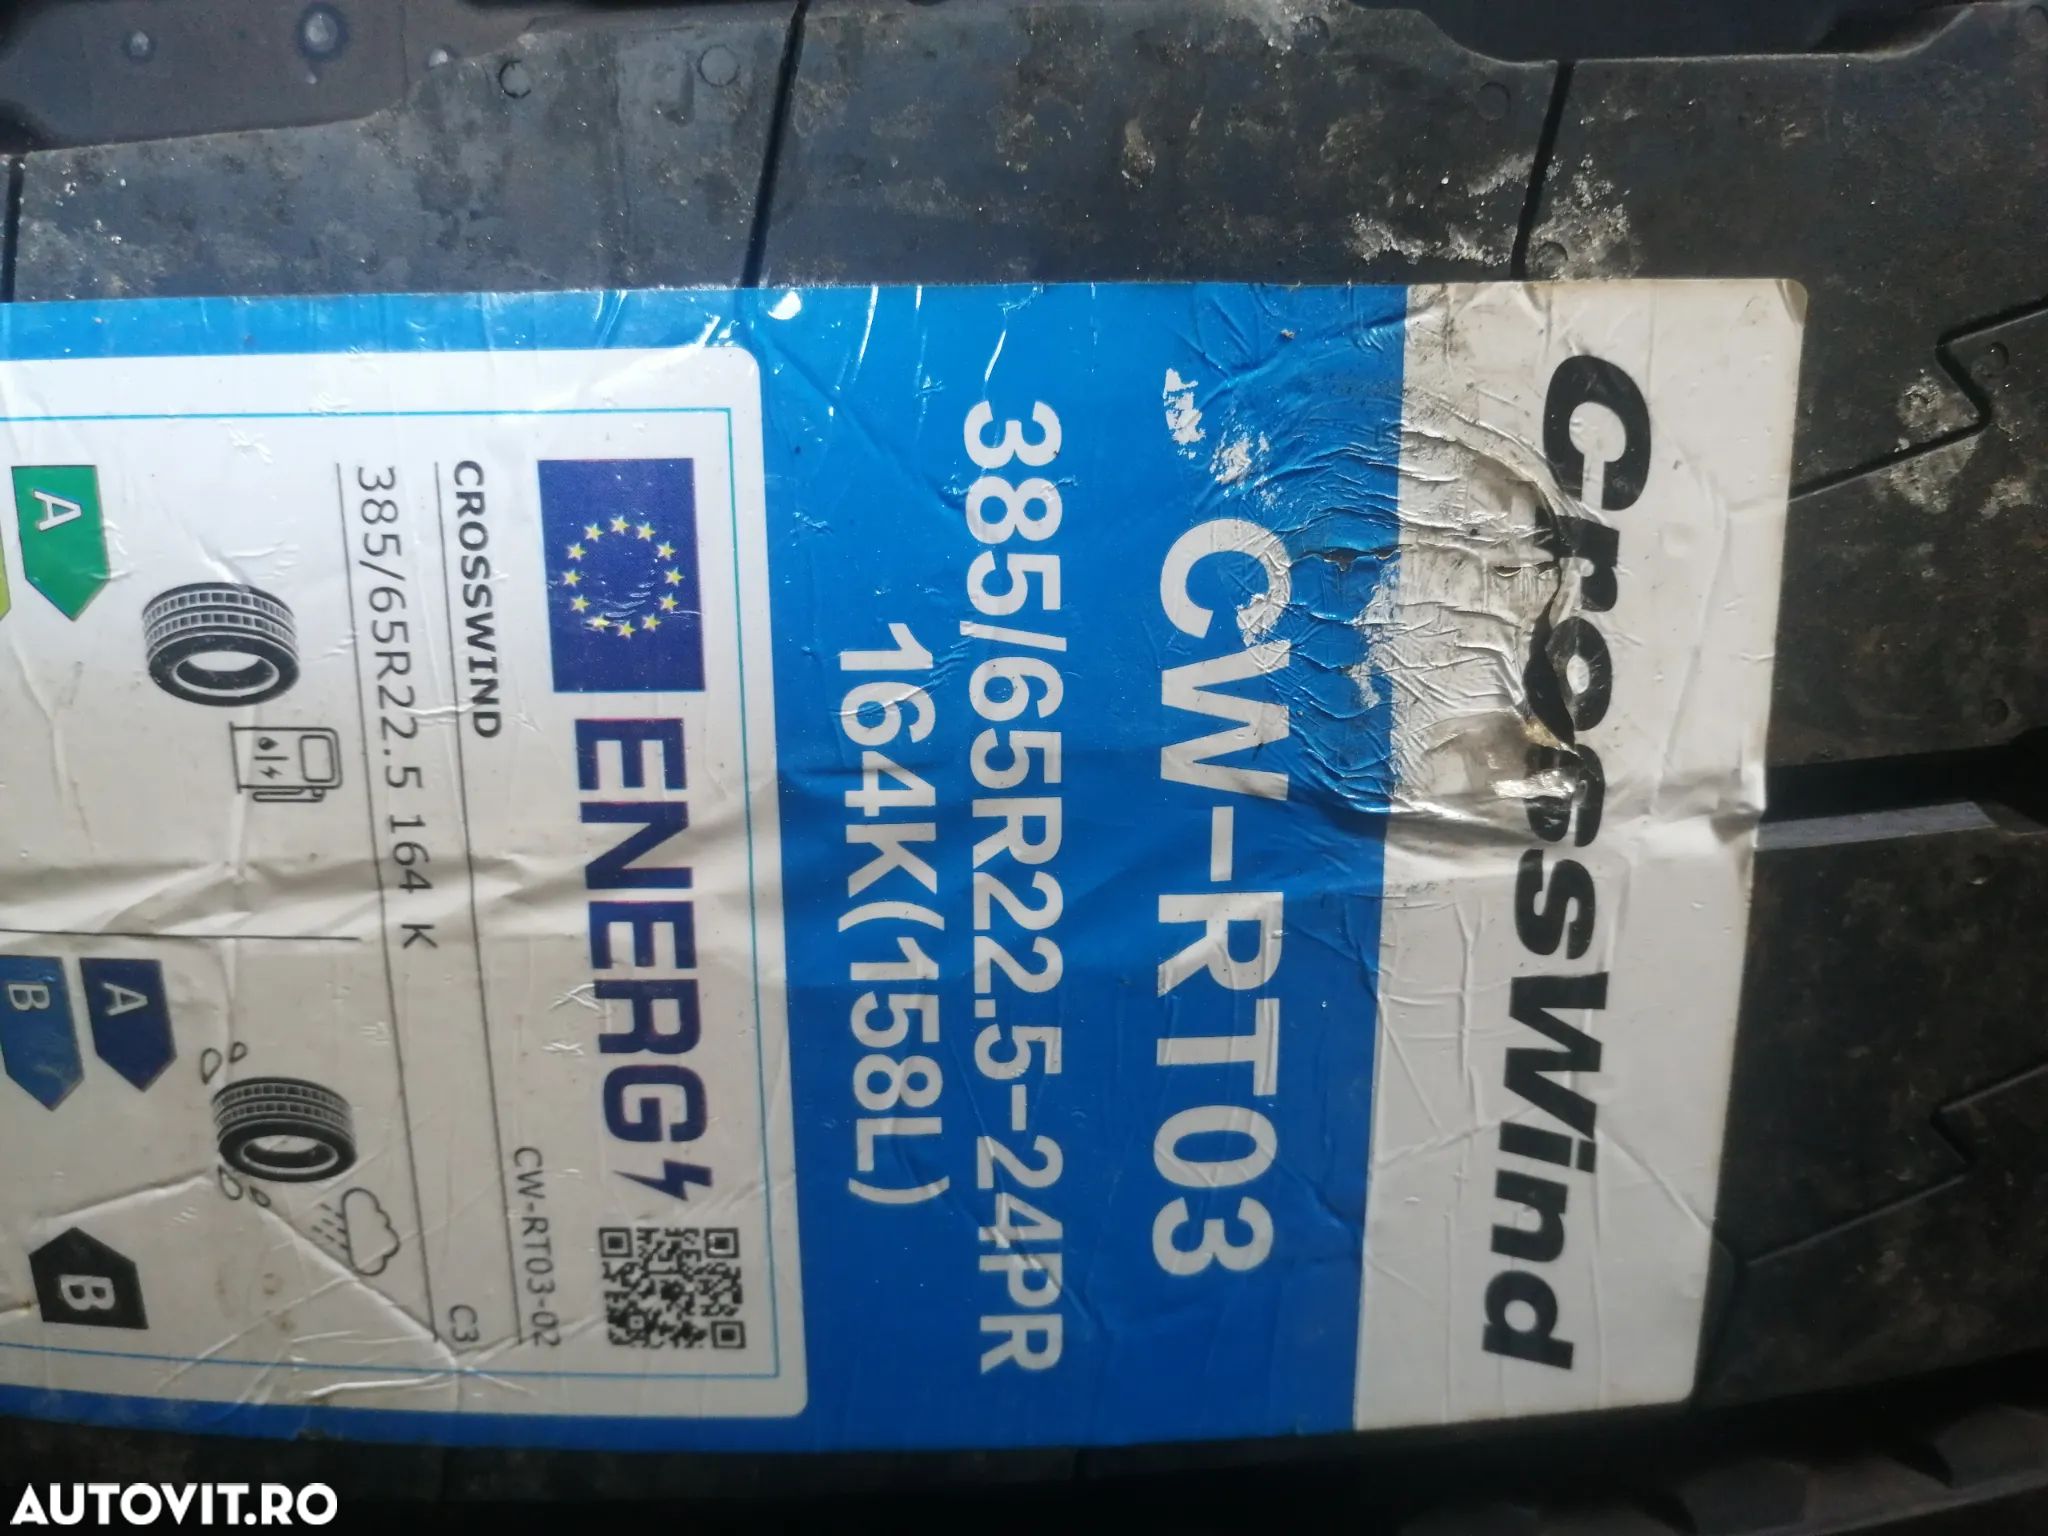 CrossWind
CW-RT03
385/65R22.5-24PR
164K(158L)
ENERG
CROSSWIND
CW-RT03-02
385/65R22.5 164 K
C3
A
A
B
B
AUTOVIT.RO